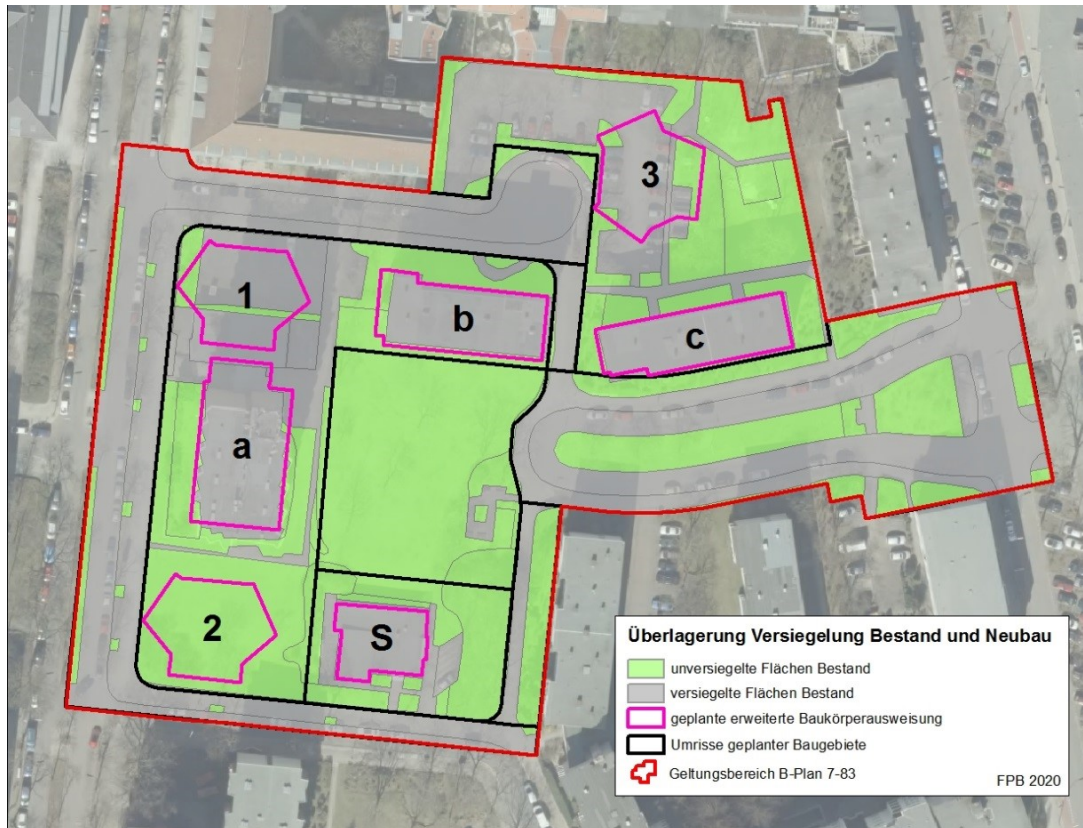 3
1
b
c
a
2
S
Überlagerung Versiegelung Bestand und Neubau
unversiegelte Flächen Bestand
versiegelte Flächen Bestand
geplante erweiterte Baukörperausweisung
Umrisse geplanter Baugebiete
Geltungsbereich B-Plan 7-83
FPB 2020